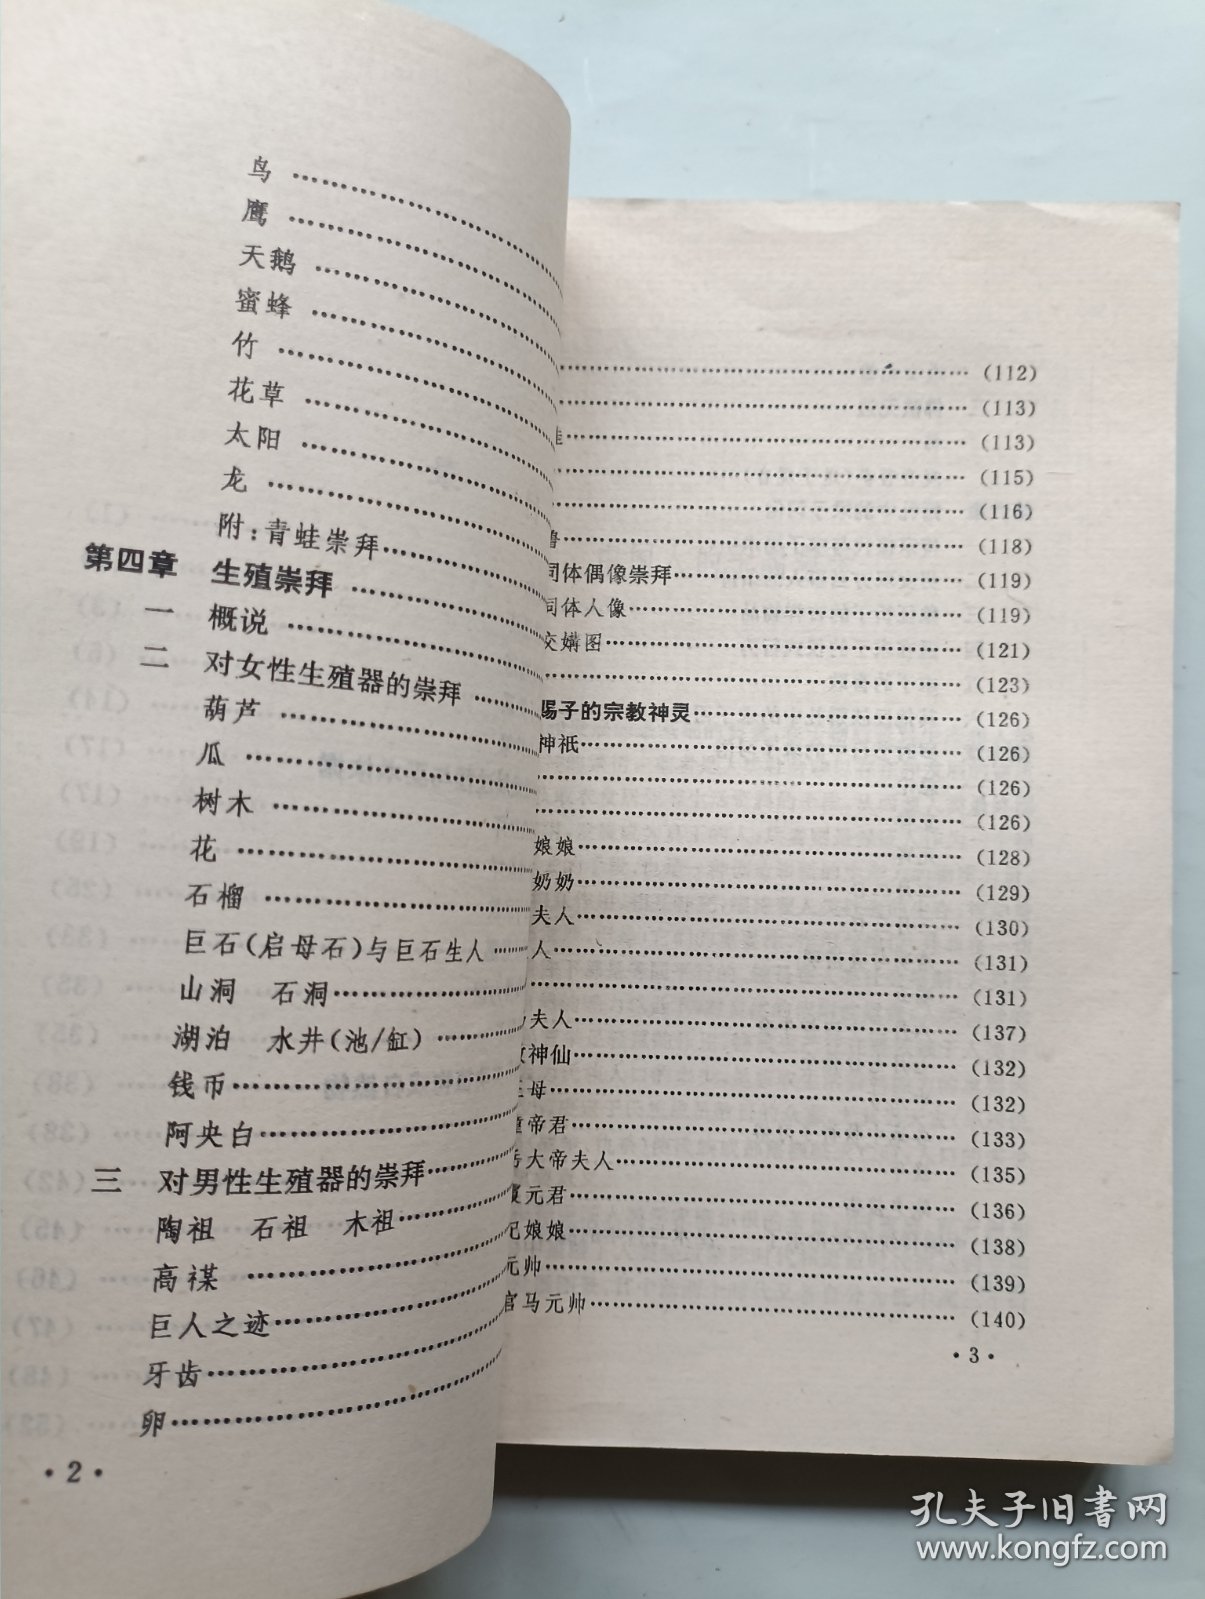 鸟
鹰
天鹅
蜜蜂
竹
花草
太阳
龙
附：青蛙崇拜
第四章 生殖崇拜
一 概说
二 对女性生殖器的崇拜
葫芦
瓜
树木
花
石榴
巨石（启母石）与巨石生人
山洞 石洞
湖泊 水井（池/缸）
钱币
阿央白
三 对男性生殖器的崇拜
陶祖 石祖 木祖
高禖
巨人之迹
牙齿
卵
·2·
(112)
(113)
(113)
(115)
(116)
(118)
同体偶像崇拜 (119)
同体人像 (119)
交媾图 (121)
(123)
赐子的宗教神灵 (126)
神祇 (126)
(126)
(126)
娘娘 (128)
奶奶 (129)
夫人 (130)
人 (131)
(131)
夫人 (137)
神仙 (132)
母 (132)
帝君 (133)
大帝夫人 (135)
元君 (136)
娘娘 (138)
元帅 (139)
官马元帅 (140)
·3·
孔夫子旧书网
www.kongfz.com